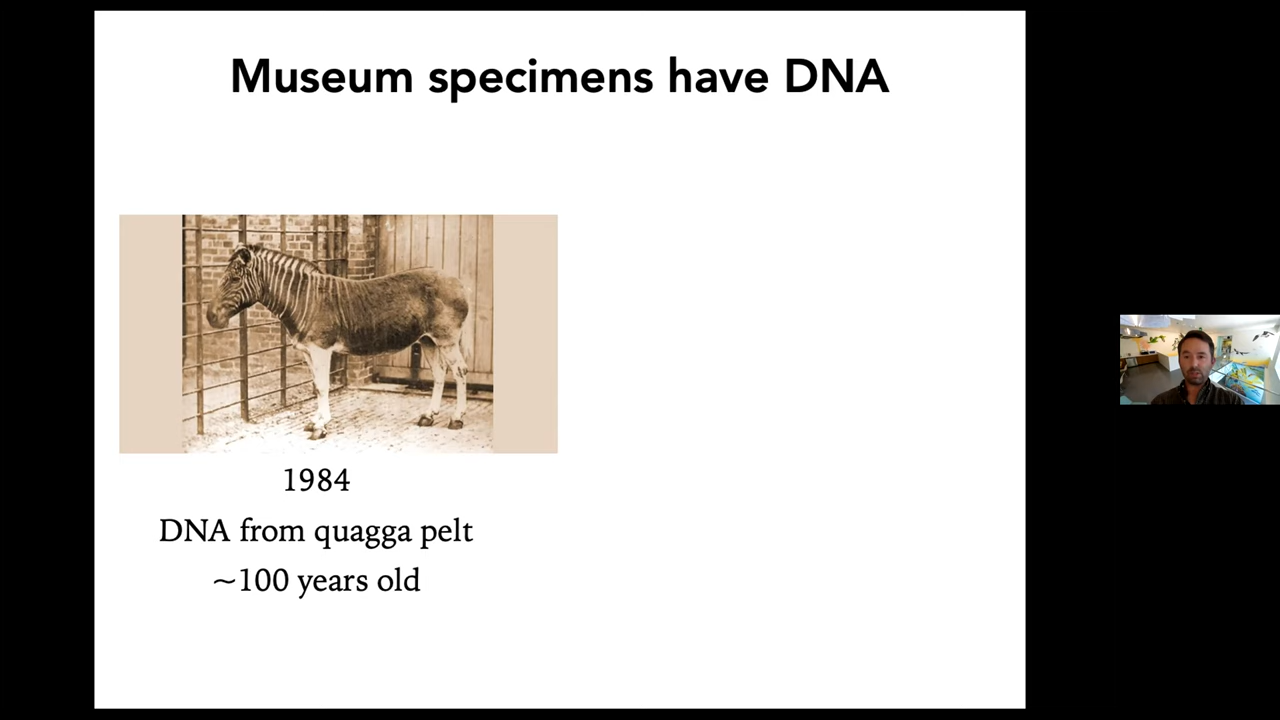 Museum specimens have DNA
1984
DNA from quagga pelt
~100 years old